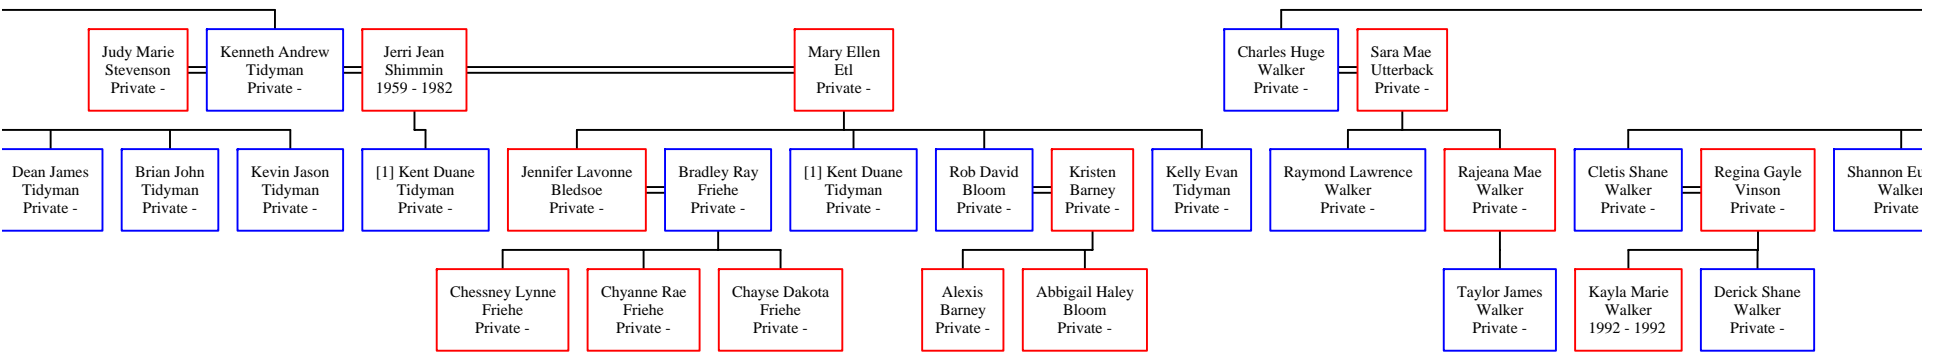 Judy Marie
Stevenson
Private -
Kenneth Andrew
Tidyman
Private -
Jerri Jean
Shimmin
1959 - 1982
Mary Ellen
Etl
Private -
Charles Huge
Walker
Private -
Sara Mae
Utterback
Private -
Dean James
Tidyman
Private -
Brian John
Tidyman
Private -
Kevin Jason
Tidyman
Private -
[1] Kent Duane
Tidyman
Private -
Jennifer Lavonne
Bledsoe
Private -
Bradley Ray
Friehe
Private -
[1] Kent Duane
Tidyman
Private -
Rob David
Bloom
Private -
Kristen
Barney
Private -
Kelly Evan
Tidyman
Private -
Raymond Lawrence
Walker
Private -
Rajeana Mae
Walker
Private -
Cletis Shane
Walker
Private -
Regina Gayle
Vinson
Private -
Shannon Eu
Walker
Private
Chessney Lynne
Friehe
Private -
Chyanne Rae
Friehe
Private -
Chayse Dakota
Friehe
Private -
Alexis
Barney
Private -
Abbigail Haley
Bloom
Private -
Taylor James
Walker
Private -
Kayla Marie
Walker
1992 - 1992
Derick Shane
Walker
Private -